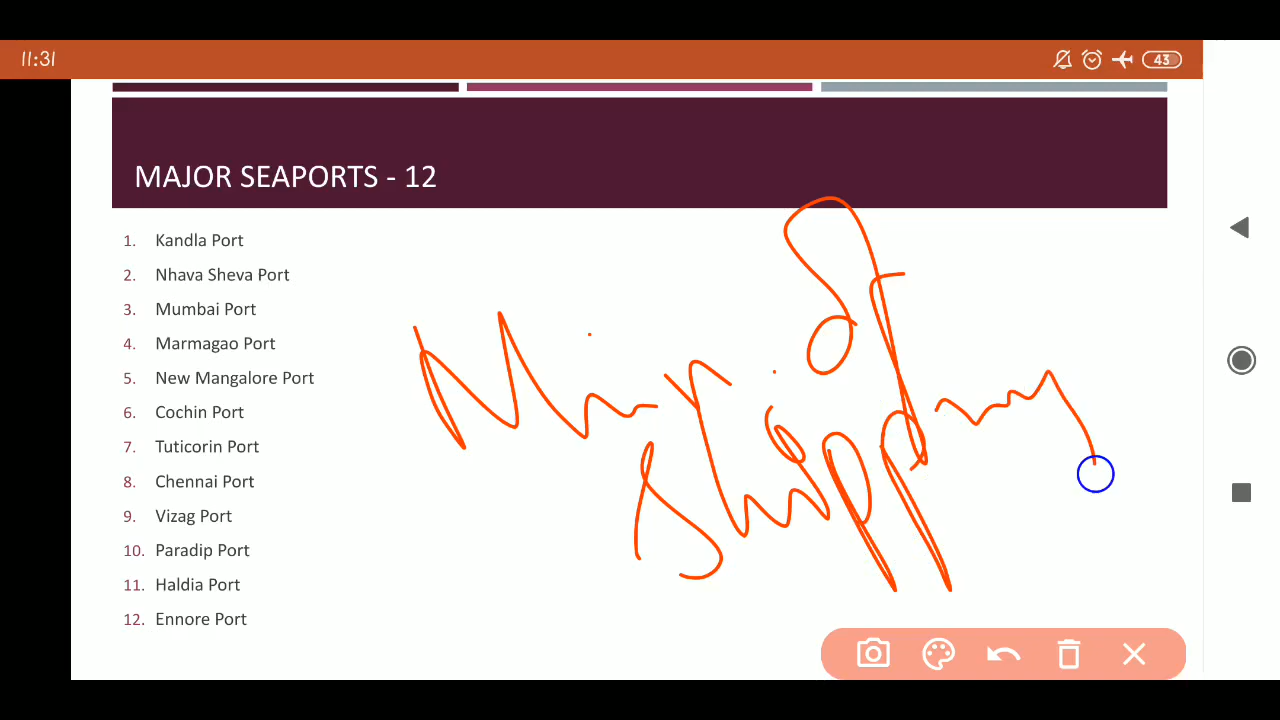 11:31
43
MAJOR SEAPORTS - 12
1. Kandla Port
2. Nhava Sheva Port
3. Mumbai Port
4. Marmagao Port
5. New Mangalore Port
6. Cochin Port
7. Tuticorin Port
8. Chennai Port
9. Vizag Port
10. Paradip Port
11. Haldia Port
12. Ennore Port
Min of
Shipping